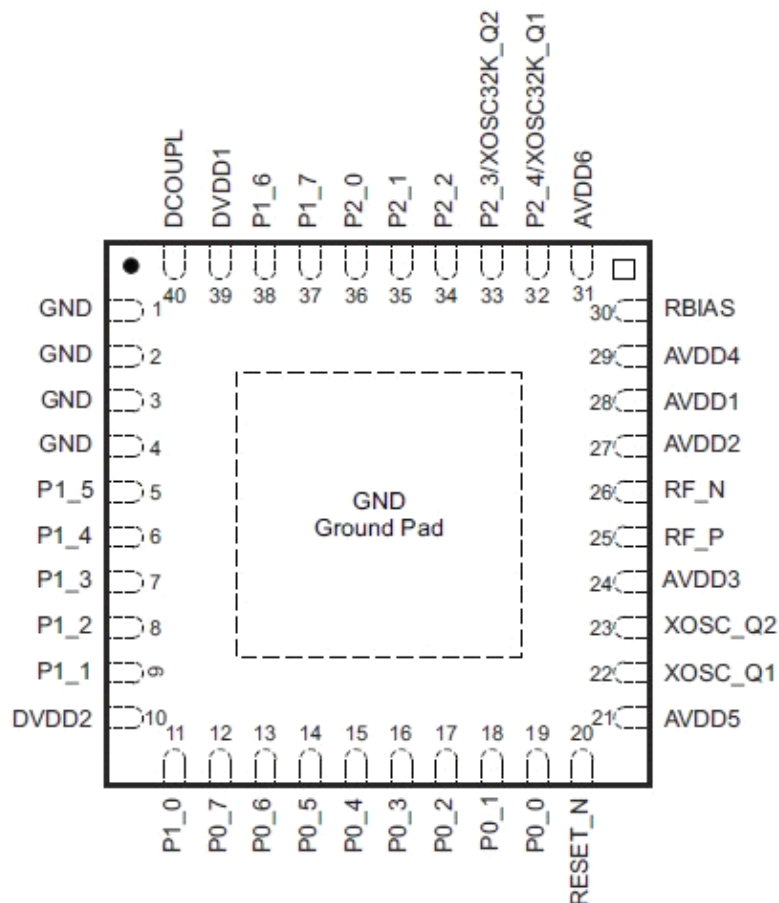 DCOUPL
DVDD1
P1_6
P1_7
P2_0
P2_1
P2_2
P2_3/XOSC32K_Q2
P2_4/XOSC32K_Q1
AVDD6
40 39 38 37 36 35 34 33 32 31
GND 1
GND 2
GND 3
GND 4
P1_5 5
P1_4 6
P1_3 7
P1_2 8
P1_1 9
DVDD2 10
GND
Ground Pad
30 RBIAS
29 AVDD4
28 AVDD1
27 AVDD2
26 RF_N
25 RF_P
24 AVDD3
23 XOSC_Q2
22 XOSC_Q1
21 AVDD5
11 12 13 14 15 16 17 18 19 20
P1_0
P0_7
P0_6
P0_5
P0_4
P0_3
P0_2
P0_1
P0_0
RESET_N